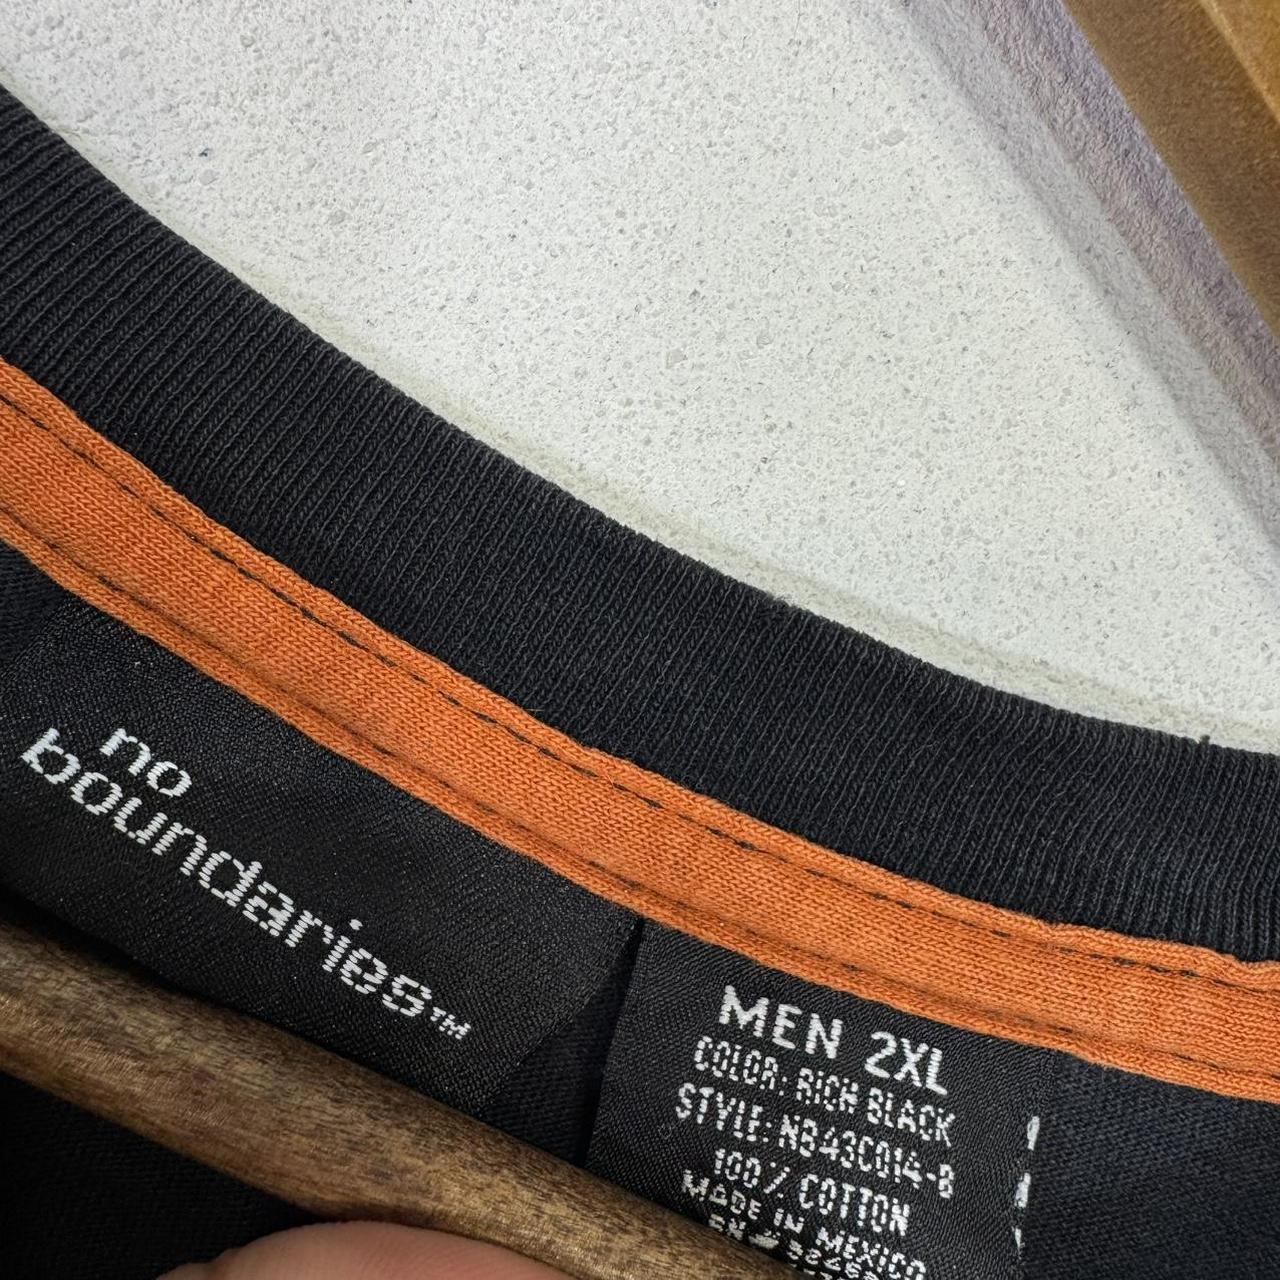 no
boundaries™
MEN 2XL
COLOR: RICH BLACK
STYLE: NB43C014-B
100% COTTON
MADE IN MEXICO